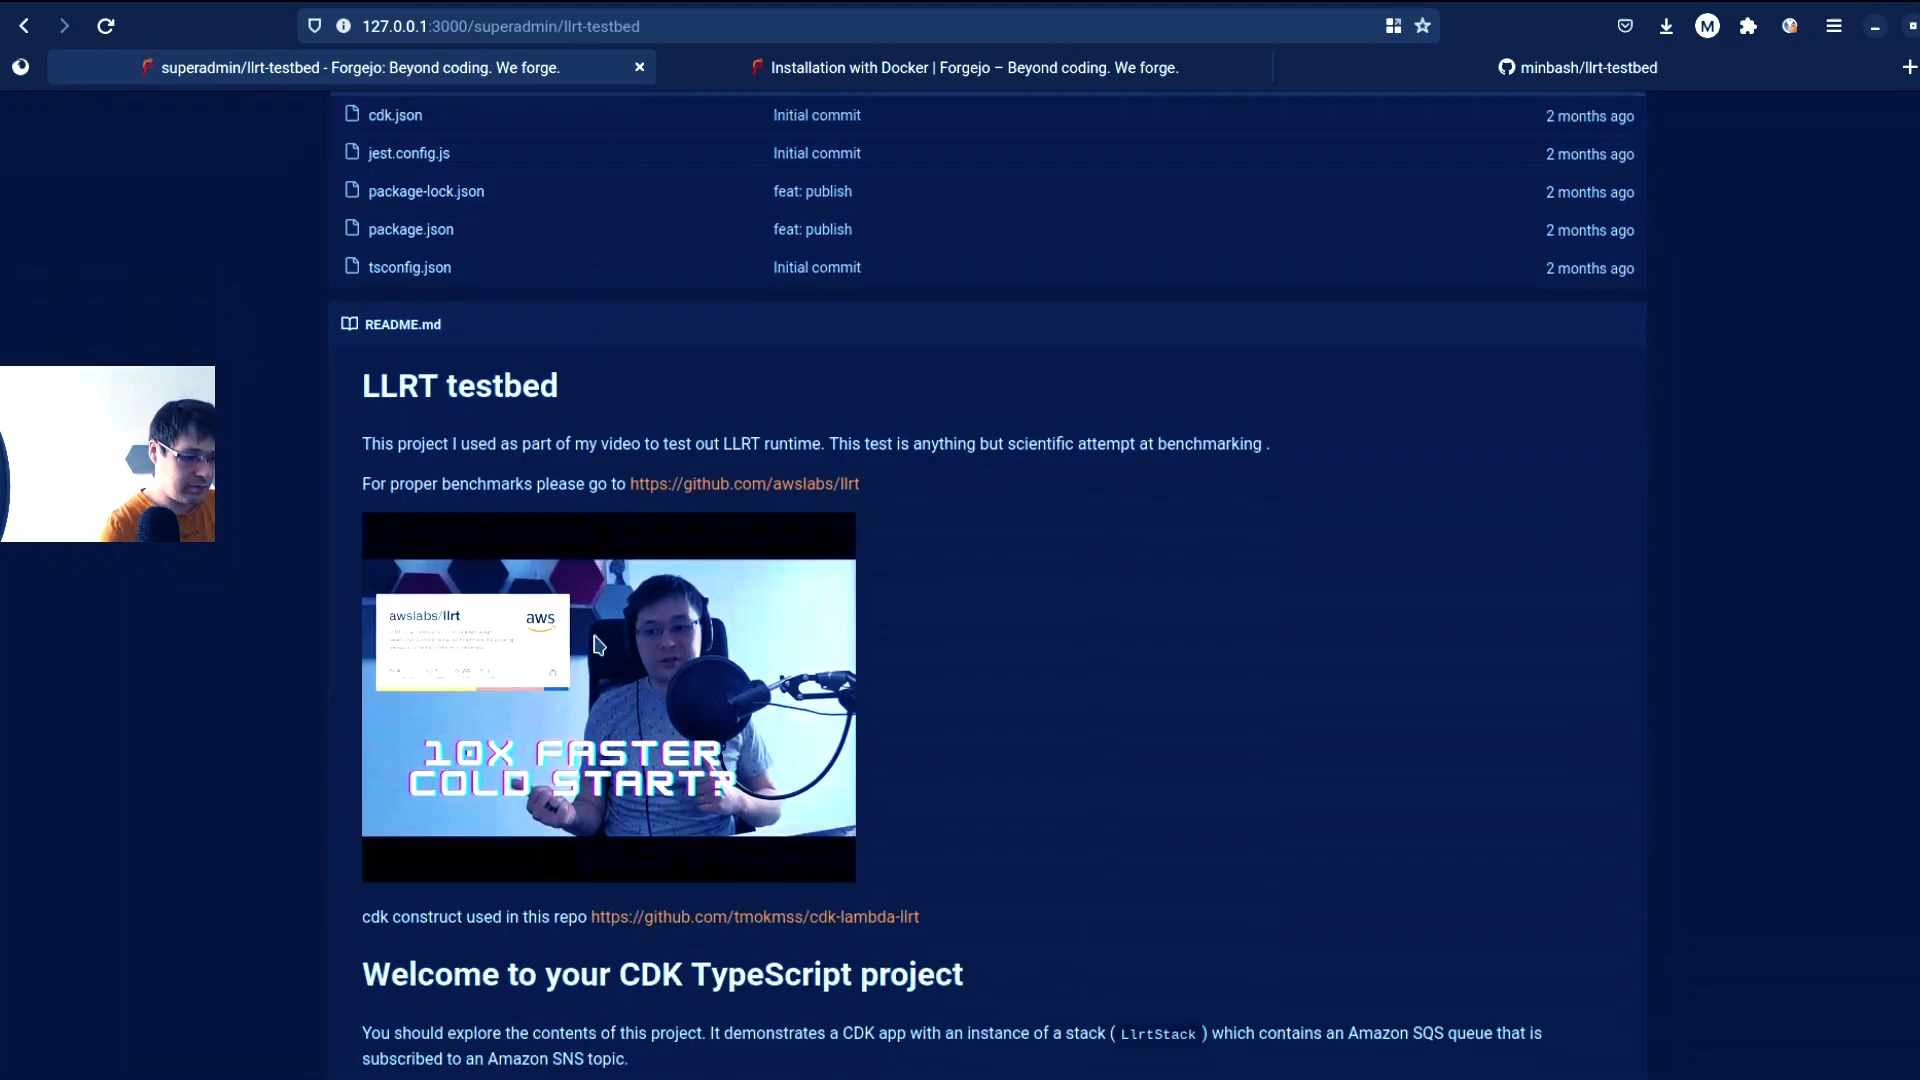 127.0.0.1:3000/superadmin/llrt-testbed
M
superadmin/llrt-testbed - Forgejo: Beyond coding. We forge.
Installation with Docker | Forgejo – Beyond coding. We forge.
minbash/llrt-testbed
cdk.json Initial commit 2 months ago
jest.config.js Initial commit 2 months ago
package-lock.json feat: publish 2 months ago
package.json feat: publish 2 months ago
tsconfig.json Initial commit 2 months ago
README.md
LLRT testbed
This project I used as part of my video to test out LLRT runtime. This test is anything but scientific attempt at benchmarking .
For proper benchmarks please go to https://github.com/awslabs/llrt
awslabs/llrt
aws
10X FASTER
COLD START?
cdk construct used in this repo https://github.com/tmokmss/cdk-lambda-llrt
Welcome to your CDK TypeScript project
You should explore the contents of this project. It demonstrates a CDK app with an instance of a stack ( LlrtStack ) which contains an Amazon SQS queue that is
subscribed to an Amazon SNS topic.